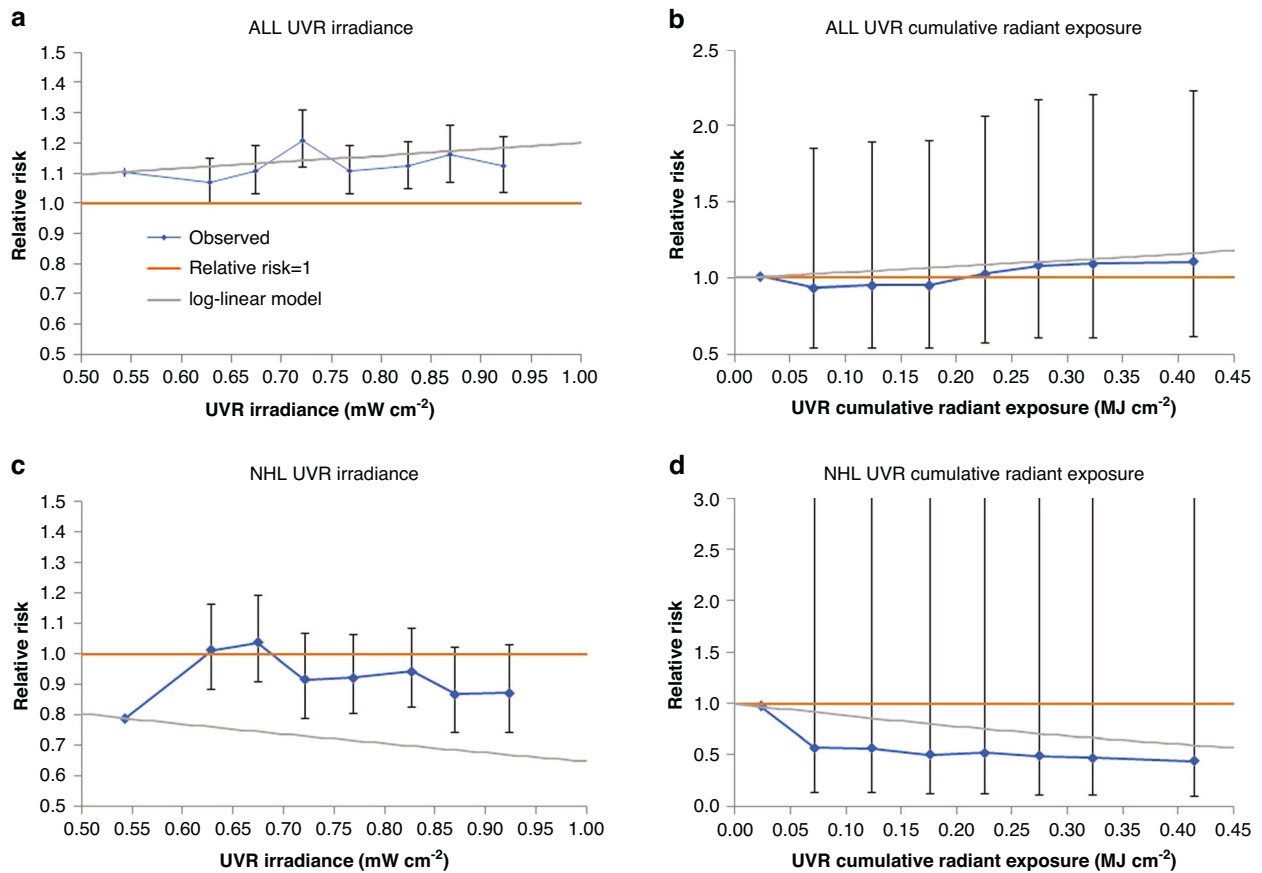 a
ALL UVR irradiance
Relative risk
1.5
1.4
1.3
1.2
1.1
1.0
0.9
0.8
0.7
0.6
0.5
Observed
Relative risk=1
log-linear model
0.50 0.55 0.60 0.65 0.70 0.75 0.80 0.85 0.90 0.95 1.00
UVR irradiance (mW cm-2)
b
ALL UVR cumulative radiant exposure
Relative risk
2.5
2.0
1.5
1.0
0.5
0.00 0.05 0.10 0.15 0.20 0.25 0.30 0.35 0.40 0.45
UVR cumulative radiant exposure (MJ cm-2)
c
NHL UVR irradiance
Relative risk
1.5
1.4
1.3
1.2
1.1
1.0
0.9
0.8
0.7
0.6
0.5
0.50 0.55 0.60 0.65 0.70 0.75 0.80 0.85 0.90 0.95 1.00
UVR irradiance (mW cm-2)
d
NHL UVR cumulative radiant exposure
Relative risk
3.0
2.5
2.0
1.5
1.0
0.5
0.0
0.00 0.05 0.10 0.15 0.20 0.25 0.30 0.35 0.40 0.45
UVR cumulative radiant exposure (MJ cm-2)